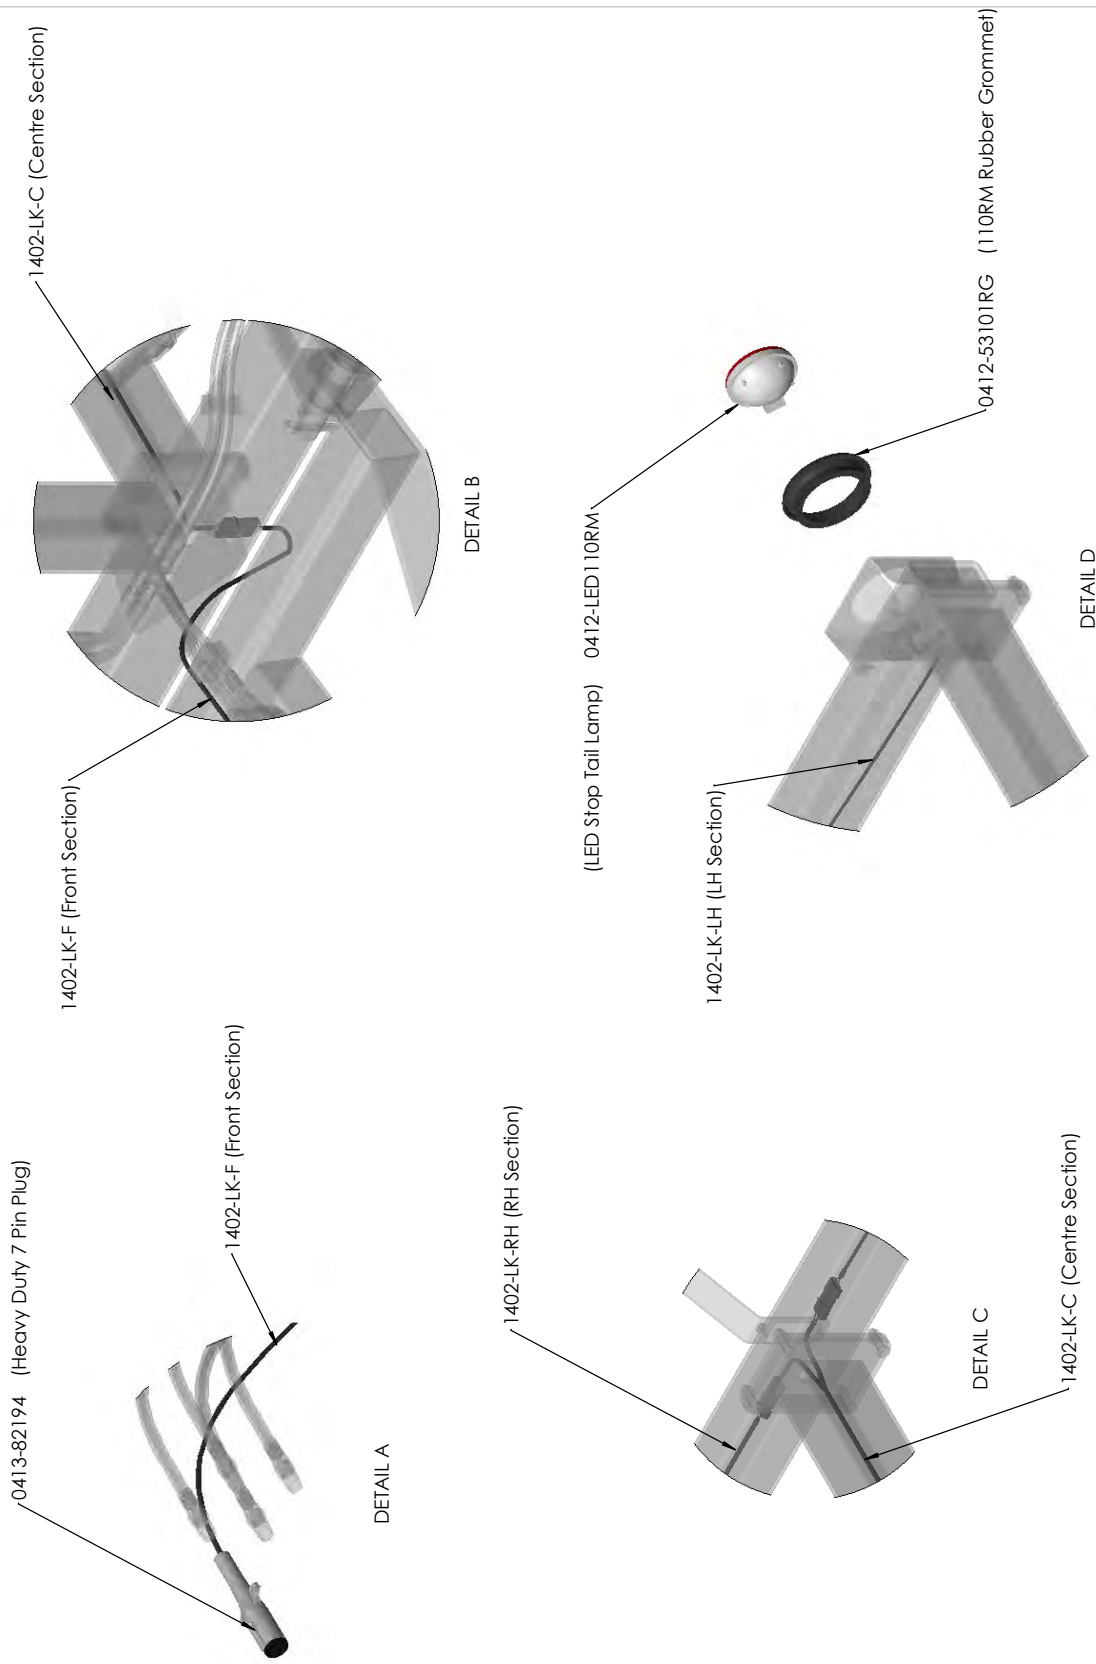 0413-82194 (Heavy Duty 7 Pin Plug)
1402-LK-F (Front Section)
DETAIL A
1402-LK-F (Front Section)
1402-LK-C (Centre Section)
DETAIL B
1402-LK-RH (RH Section)
DETAIL C
1402-LK-C (Centre Section)
(LED Stop Tail Lamp) 0412-LED110RM
1402-LK-LH (LH Section)
0412-53101RG (110RM Rubber Grommet)
DETAIL D